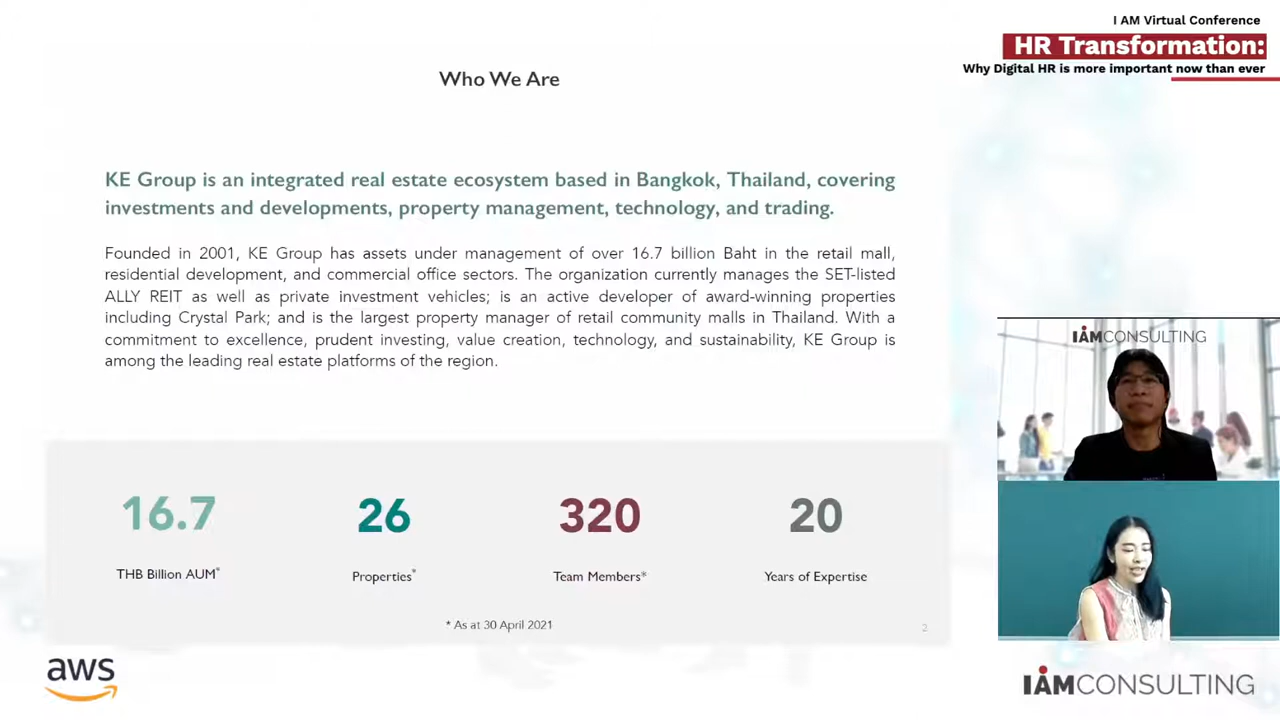 I AM Virtual Conference
HR Transformation:
Why Digital HR is more important now than ever
Who We Are
KE Group is an integrated real estate ecosystem based in Bangkok, Thailand, covering
investments and developments, property management, technology, and trading.
Founded in 2001, KE Group has assets under management of over 16.7 billion Baht in the retail mall,
residential development, and commercial office sectors. The organization currently manages the SET-listed
ALLY REIT as well as private investment vehicles; is an active developer of award-winning properties
including Crystal Park; and is the largest property manager of retail community malls in Thailand. With a
commitment to excellence, prudent investing, value creation, technology, and sustainability, KE Group is
among the leading real estate platforms of the region.
16.7
THB Billion AUM*
26
Properties*
320
Team Members*
20
Years of Expertise
* As at 30 April 2021
2
IAMCONSULTING
aws
IAMCONSULTING